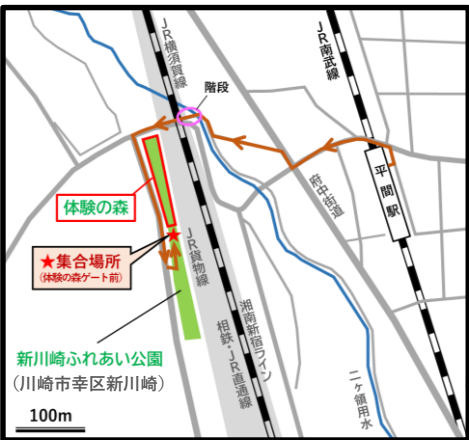 JR横須賀線
階段
JR南武線
平間駅
府中街道
体験の森
★集合場所
(体験の森ゲート前)
JR貨物線
新川崎ふれあい公園
(川崎市幸区新川崎)
湘南新宿ライン
相鉄・JR直通線
二ヶ領用水
100m